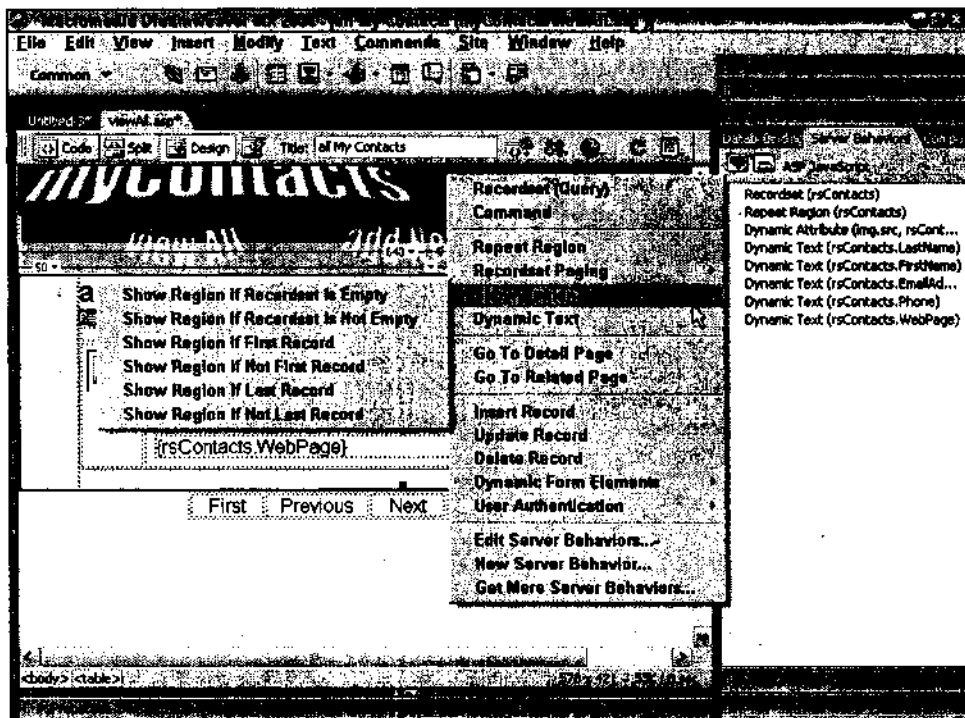 File Edit View Insert Modify Text Commands Site Window Help
Common
Untitled-3* viewAll.asp*
Code Split Design Title: all My Contacts
Server Behaviors
myContacts
View All add
50
a
Recordset (Query)
Command
Repeat Region
Recordset Paging
Dynamic Text
Go To Detail Page
Go To Related Page
Insert Record
Update Record
Delete Record
Dynamic Form Elements
User Authentication
Edit Server Behaviors...
New Server Behavior...
Get More Server Behaviors...
Show Region If Recordset Is Empty
Show Region If Recordset Is Not Empty
Show Region If First Record
Show Region If Not First Record
Show Region If Last Record
Show Region If Not Last Record
{rsContacts.WebPage}
First Previous Next
<body> <table>
Recordset (rsContacts)
Repeat Region (rsContacts)
Dynamic Attribute (img.src, rsCont...
Dynamic Text (rsContacts.LastName)
Dynamic Text (rsContacts.FirstName)
Dynamic Text (rsContacts.EmailAd...
Dynamic Text (rsContacts.Phone)
Dynamic Text (rsContacts.WebPage)